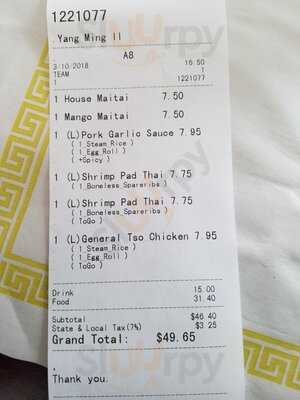 1221077
Yang Ming II
A8
3-10-2018 16:50
TEAM 1
1 1221077
1 House Maitai 7.50
1 Mango Maitai 7.50
1 (L)Pork Garlic Sauce 7.95
( 1 Steam Rice )
( 1 Egg Roll )
( +Spicy )
1 (L)Shrimp Pad Thai 7.75
( 1 Boneless Spareribs )
1 (L)Shrimp Pad Thai 7.75
( 1 Boneless Spareribs )
( ToGo )
1 (L)General Tso Chicken 7.95
( 1 Steam Rice )
( 1 Egg Roll )
( ToGo )
Drink 15.00
Food 31.40
Subtotal $46.40
State & Local Tax(7%) $3.25
Grand Total: $49.65
Thank you.